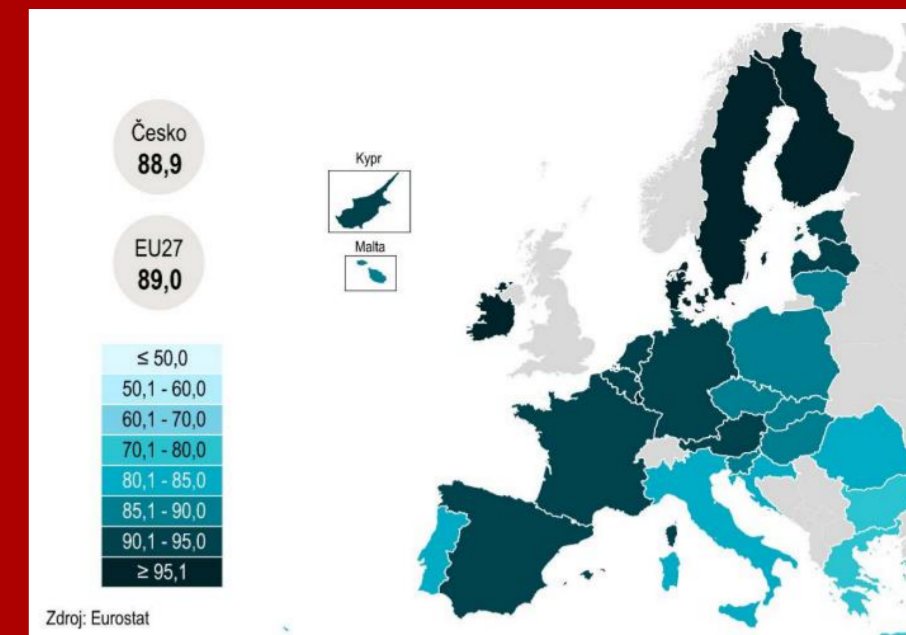 Česko
88,9
Kypr
Malta
EU27
89,0
≤ 50,0
50,1 - 60,0
60,1 - 70,0
70,1 - 80,0
80,1 - 85,0
85,1 - 90,0
90,1 - 95,0
≥ 95,1
Zdroj: Eurostat